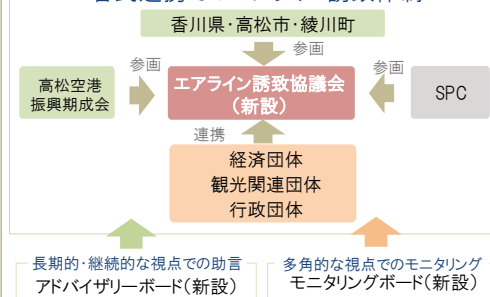 香川県・高松市・綾川町
参画
参画
高松空港
振興期成会
エアライン誘致協議会
(新設)
参画
SPC
連携
経済団体
観光関連団体
行政団体
長期的・継続的な視点での助言
アドバイザリーボード(新設)
多角的な視点でのモニタリング
モニタリングボード(新設)